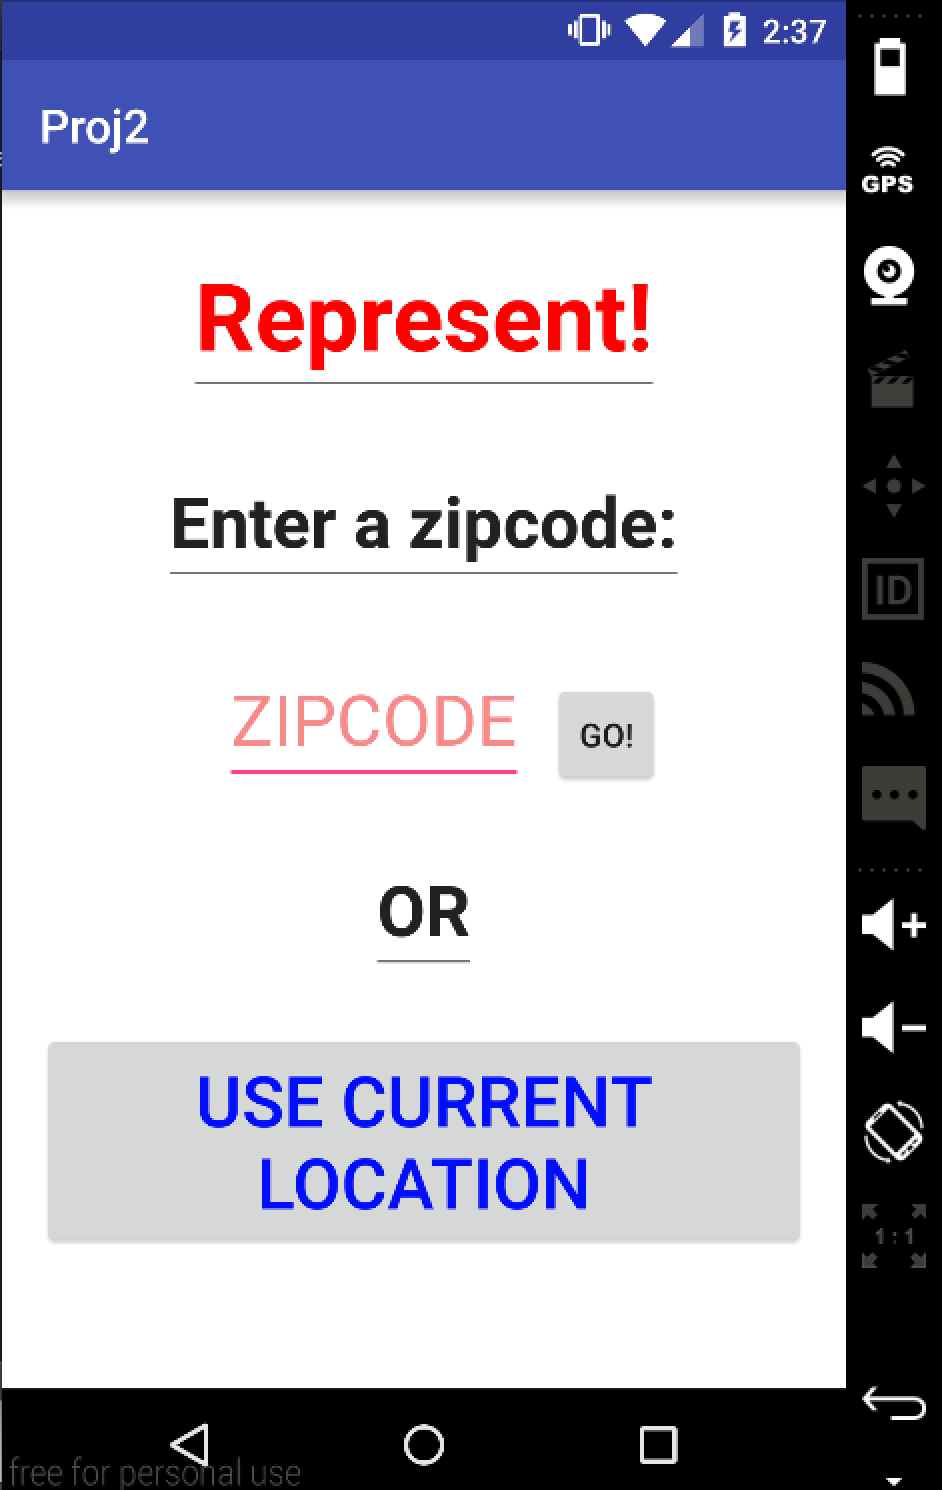 2:37
Proj2
GPS
Represent!
Enter a zipcode:
ID
ZIPCODE
GO!
OR
USE CURRENT
LOCATION
1:1
free for personal use